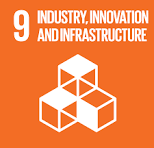 9 INDUSTRY, INNOVATION
AND INFRASTRUCTURE